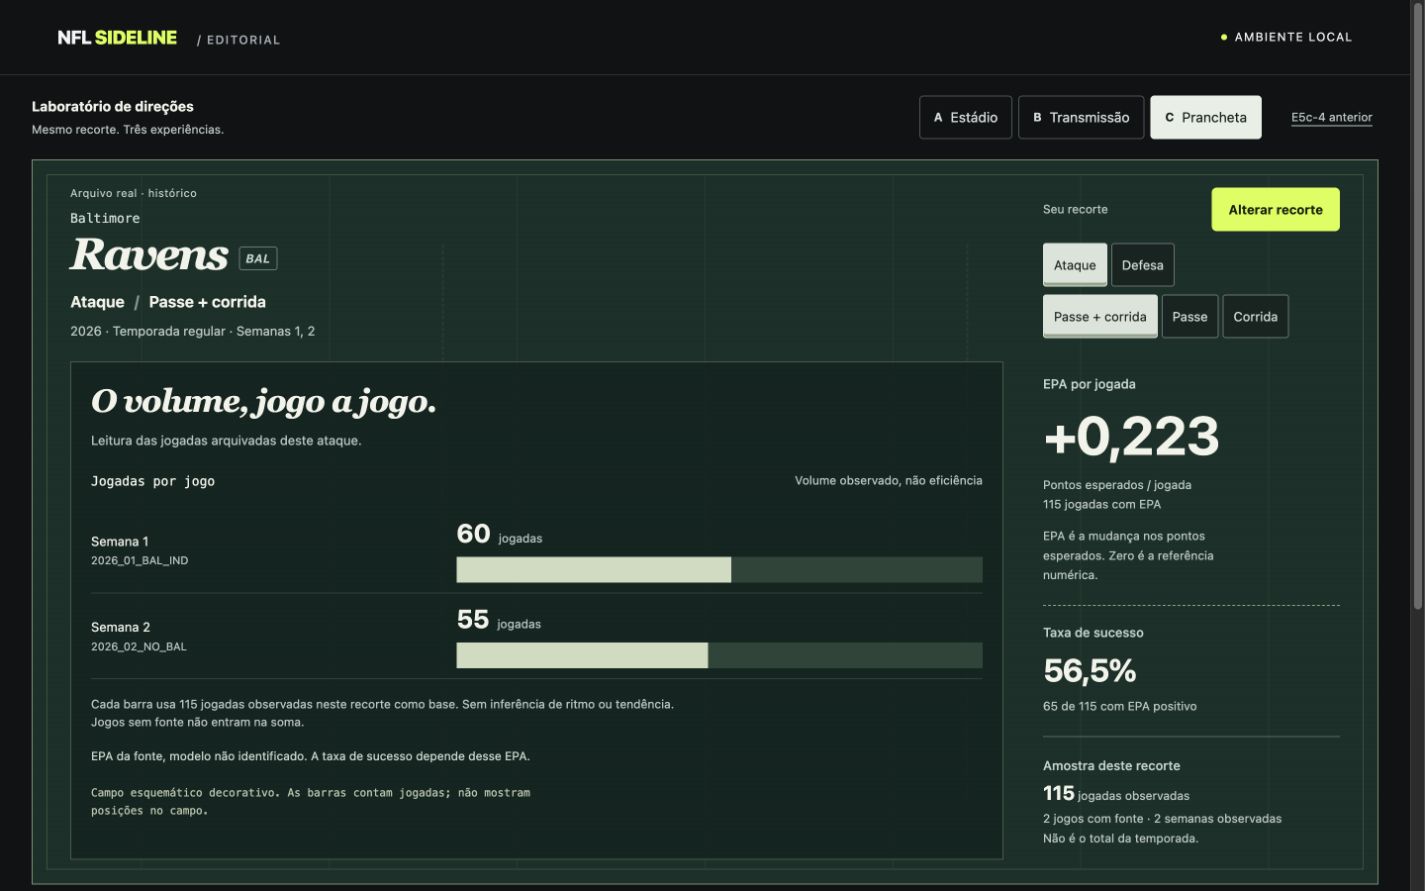 NFL SIDELINE / EDITORIAL
AMBIENTE LOCAL
Laboratório de direções
Mesmo recorte. Três experiências.
A Estádio
B Transmissão
C Prancheta
E5c-4 anterior
Arquivo real · histórico
Baltimore
Ravens BAL
Ataque / Passe + corrida
2026 · Temporada regular · Semanas 1, 2
Seu recorte
Alterar recorte
Ataque
Defesa
Passe + corrida
Passe
Corrida
O volume, jogo a jogo.
Leitura das jogadas arquivadas deste ataque.
Jogadas por jogo
Volume observado, não eficiência
Semana 1
2026_01_BAL_IND
60 jogadas
Semana 2
2026_02_NO_BAL
55 jogadas
Cada barra usa 115 jogadas observadas neste recorte como base. Sem inferência de ritmo ou tendência.
Jogos sem fonte não entram na soma.
EPA da fonte, modelo não identificado. A taxa de sucesso depende desse EPA.
Campo esquemático decorativo. As barras contam jogadas; não mostram
posições no campo.
EPA por jogada
+0,223
Pontos esperados / jogada
115 jogadas com EPA
EPA é a mudança nos pontos
esperados. Zero é a referência
numérica.
Taxa de sucesso
56,5%
65 de 115 com EPA positivo
Amostra deste recorte
115 jogadas observadas
2 jogos com fonte · 2 semanas observadas
Não é o total da temporada.